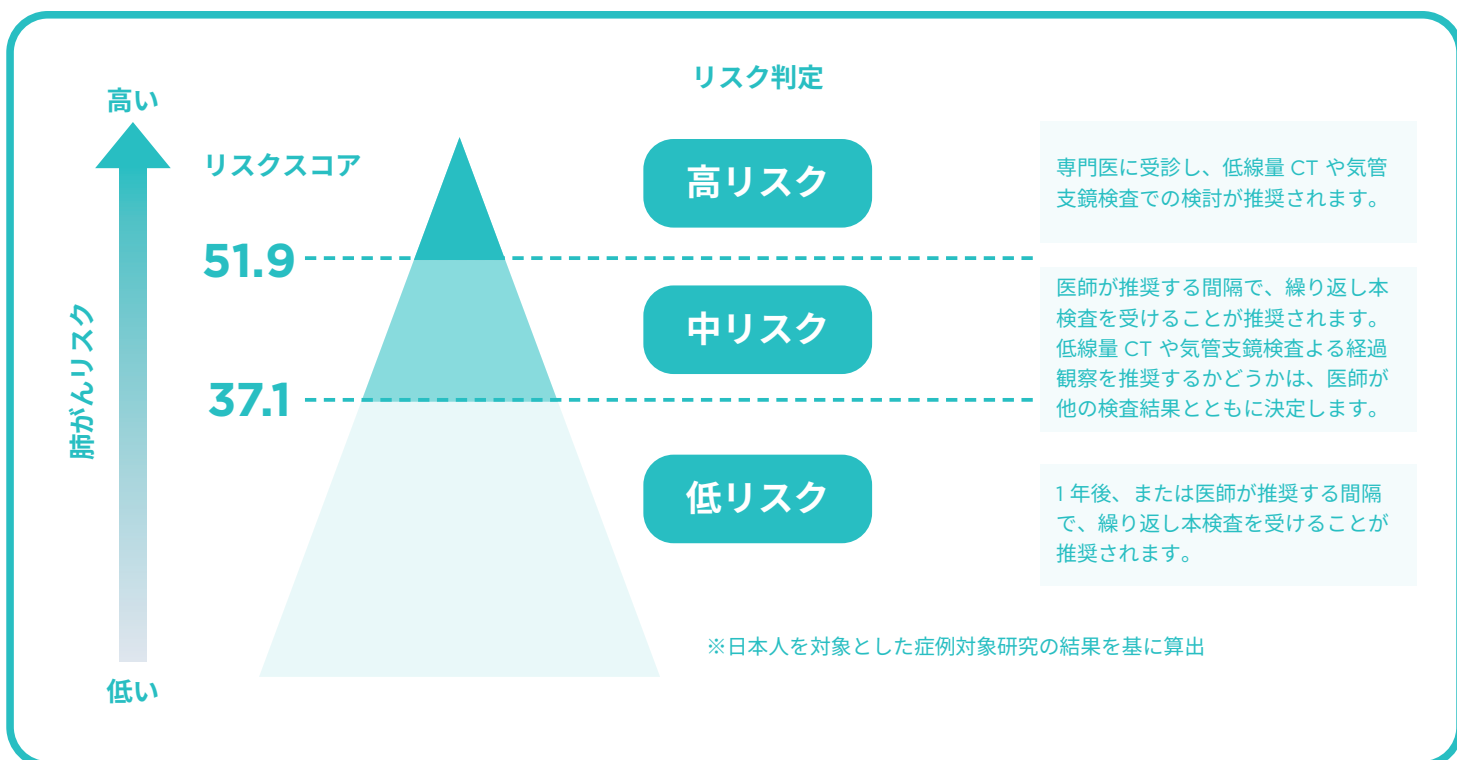 リスク判定
高い
リスクスコア
高リスク
専門医に受診し、低線量 CT や気管
支鏡検査での検討が推奨されます。
51.9
中リスク
医師が推奨する間隔で、繰り返し本
検査を受けることが推奨されます。
低線量 CT や気管支鏡検査よる経過
観察を推奨するかどうかは、医師が
他の検査結果とともに決定します。
肺がんリスク
37.1
低リスク
1 年後、または医師が推奨する間隔
で、繰り返し本検査を受けることが
推奨されます。
※日本人を対象とした症例対象研究の結果を基に算出
低い